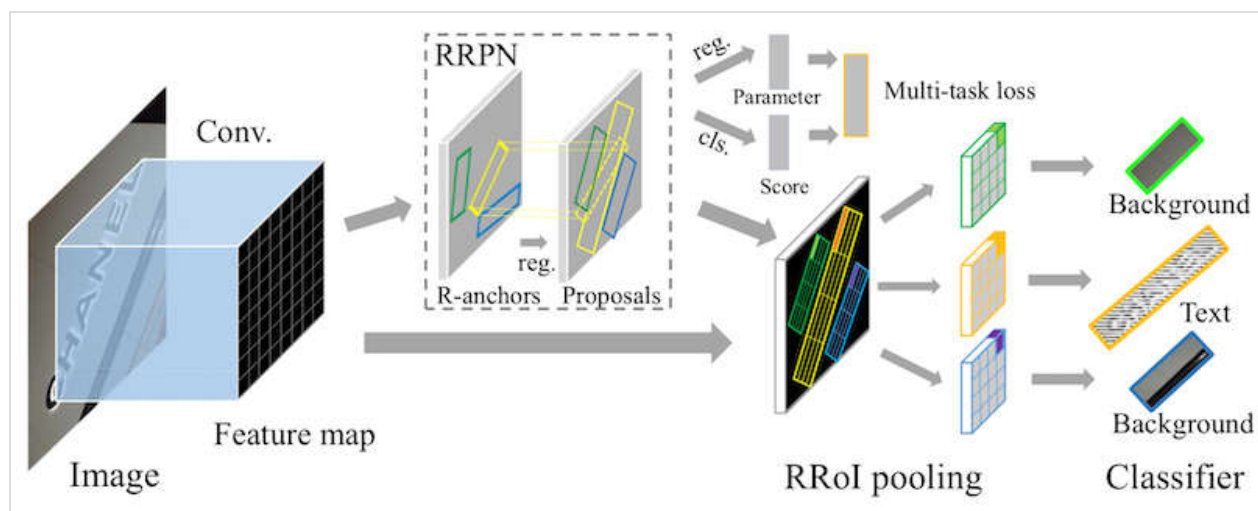 RRPN
reg.
Parameter
Multi-task loss
Conv.
cls.
Score
Background
reg.
R-anchors
Proposals
Text
Feature map
Background
Image
RRoI pooling
Classifier